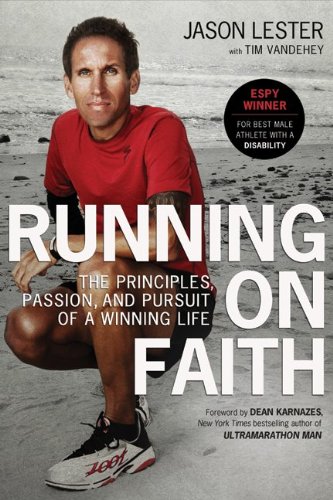 JASON LESTER
with TIM VANDEHEY
ESPY
WINNER
FOR BEST MALE
ATHLETE WITH A
DISABILITY
RUNNING
THE PRINCIPLES,
PASSION, AND PURSUIT
OF A WINNING LIFE
ON
FAITH
Foreword by DEAN KARNAZES,
New York Times bestselling author of
ULTRAMARATHON MAN
ZOOT